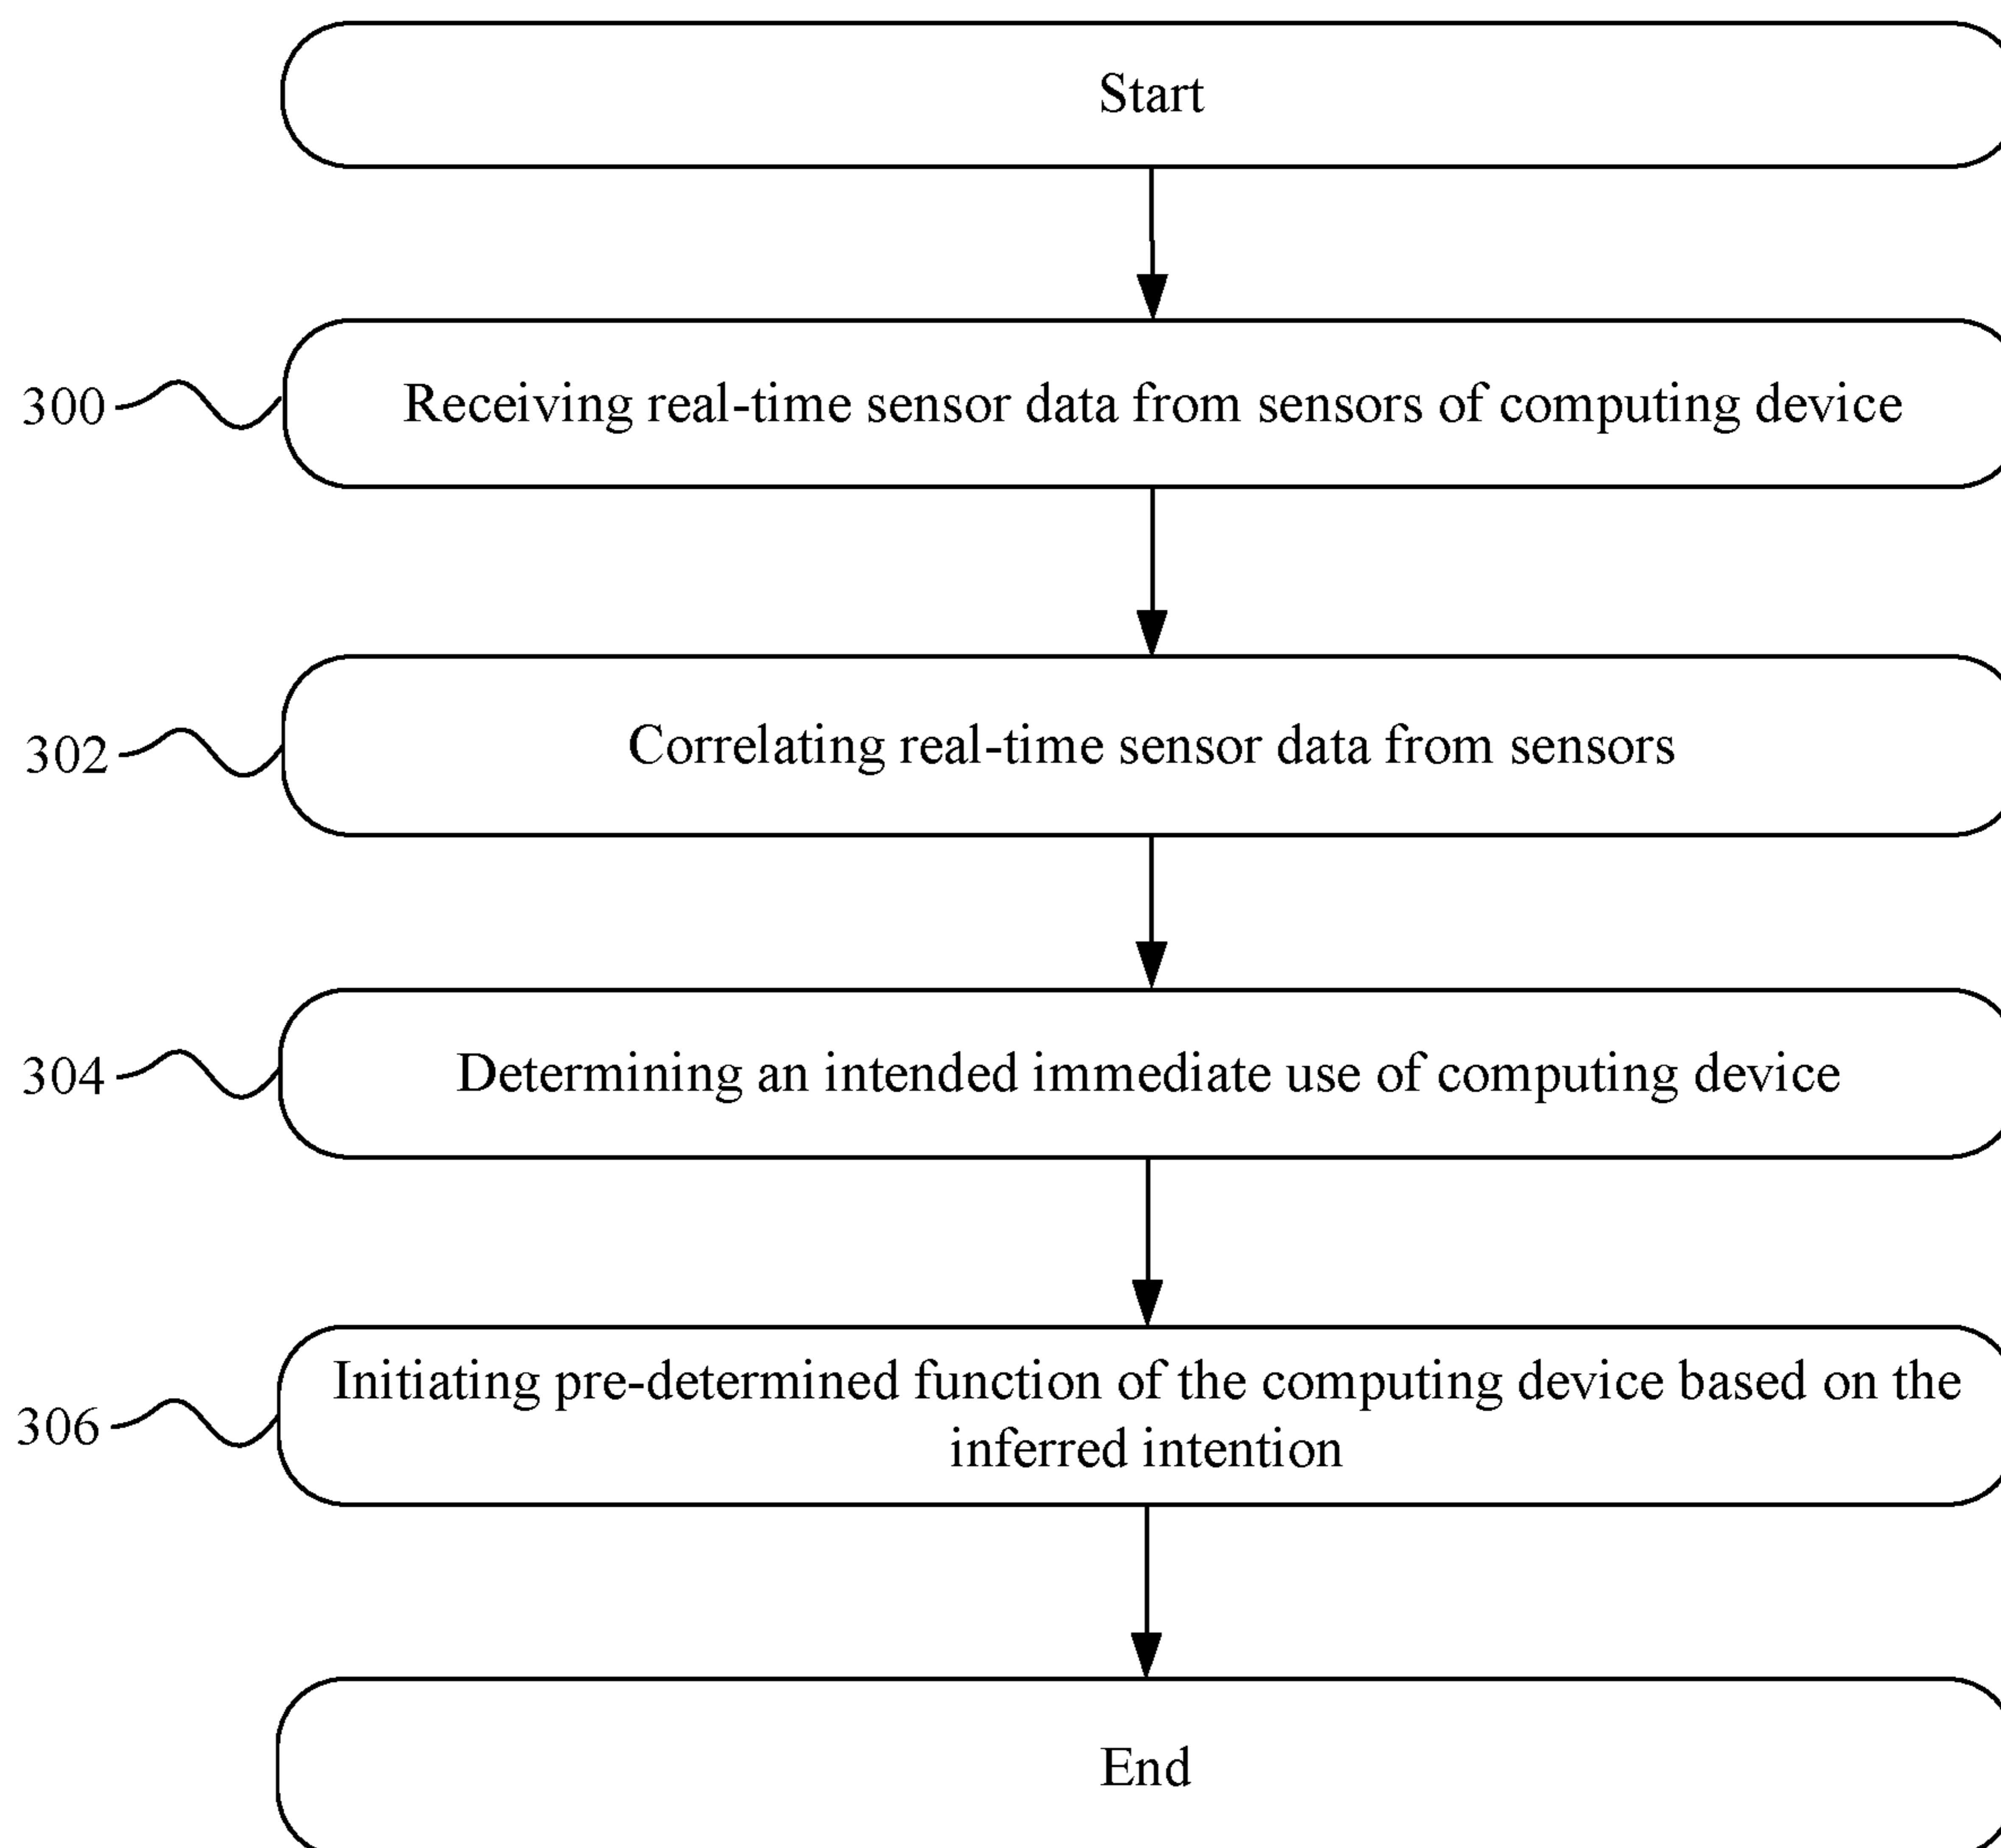 Start
300
Receiving real-time sensor data from sensors of computing device
302
Correlating real-time sensor data from sensors
304
Determining an intended immediate use of computing device
306
Initiating pre-determined function of the computing device based on the
inferred intention
End